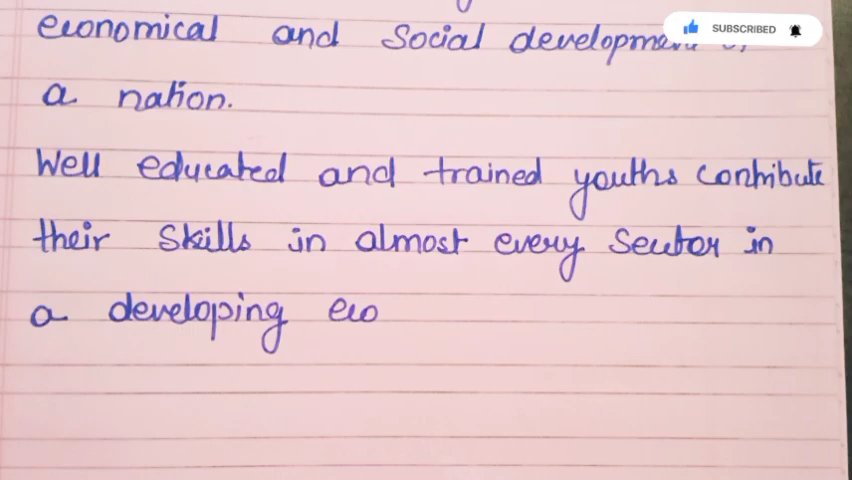 SUBSCRIBED
economical and Social development
a nation.
Well educated and trained youths contribute
their Skills in almost every Sector in
a developing eco